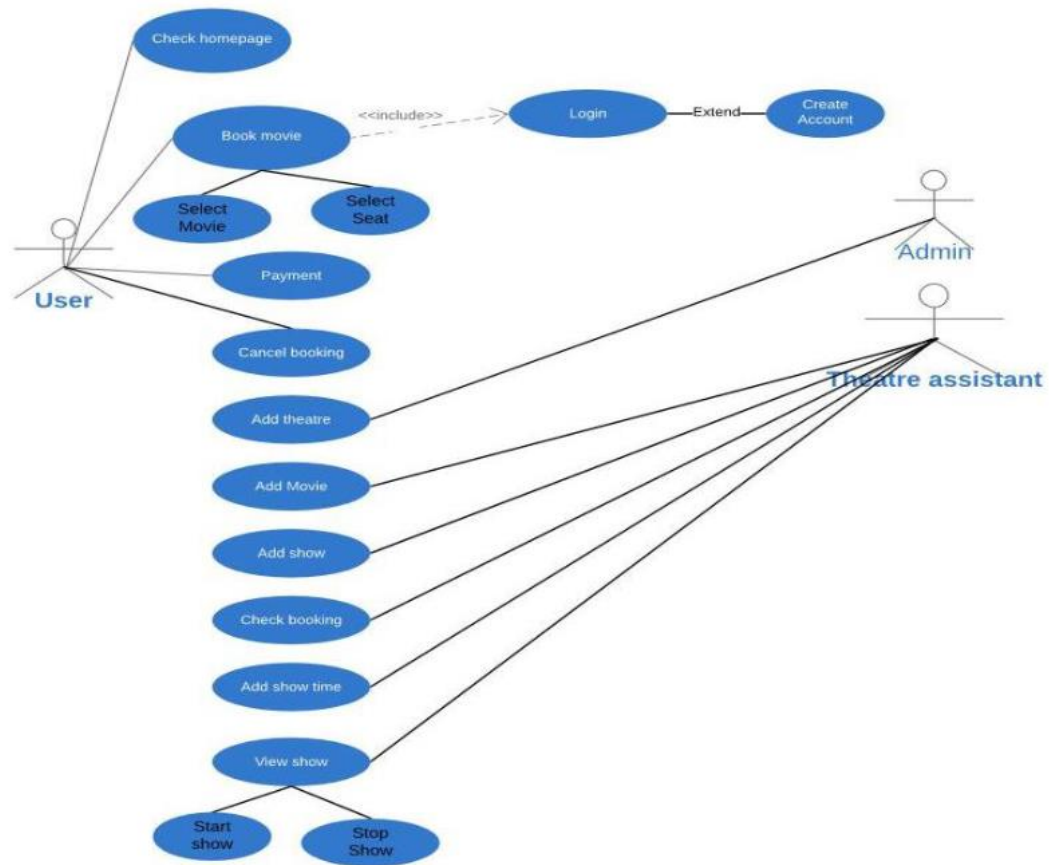 Check homepage
<<include>>
Login
Extend
Create
Account
Book movie
Select
Movie
Select
Seat
Admin
Payment
User
Cancel booking
Theatre assistant
Add theatre
Add Movie
Add show
Check booking
Add show time
View show
Start
show
Stop
Show